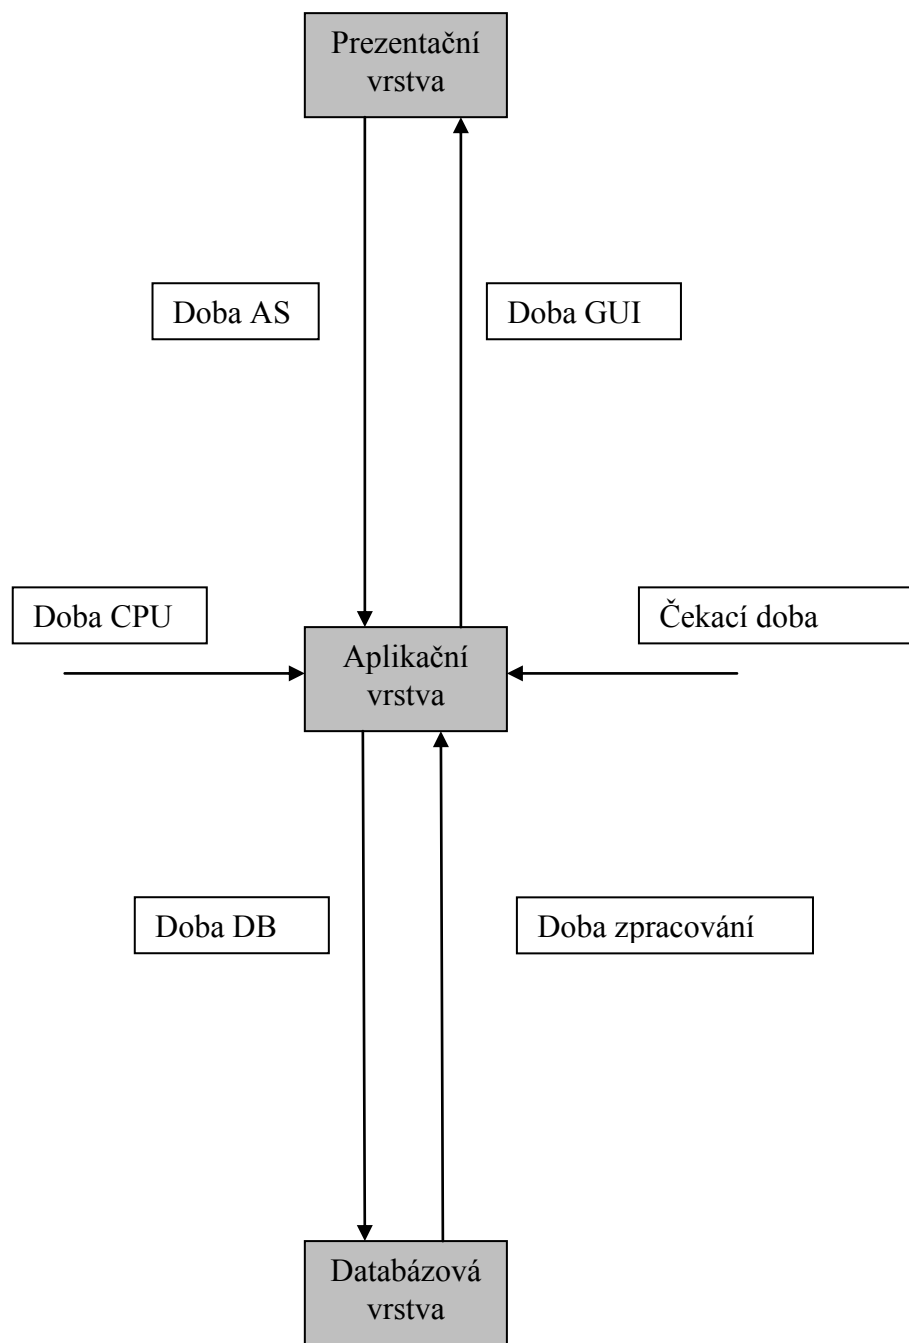 Prezentační
vrstva
Doba AS
Doba GUI
Doba CPU
Čekací doba
Aplikační
vrstva
Doba DB
Doba zpracování
Databázová
vrstva